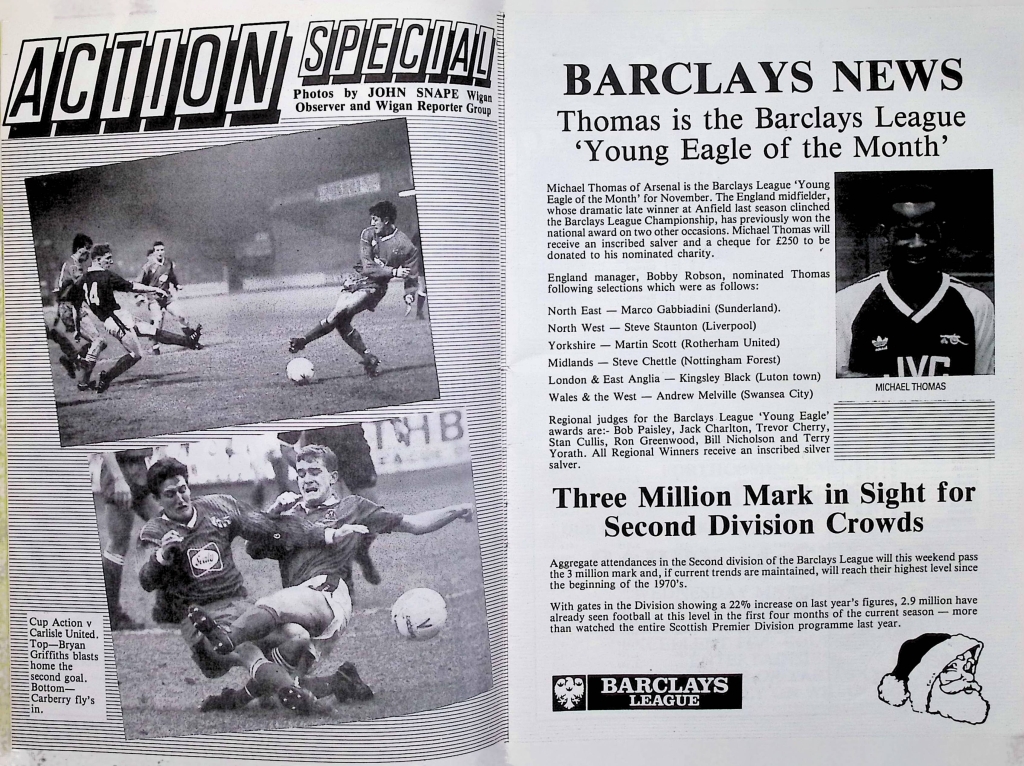 ACTION SPECIAL
Photos by JOHN SNAPE Wigan
Observer and Wigan Reporter Group
14
HB
Cup Action v
Carlisle United.
Top—Bryan
Griffiths blasts
home the
second goal.
Bottom—
Carberry fly's
in.
BARCLAYS NEWS
Thomas is the Barclays League
‘Young Eagle of the Month’
Michael Thomas of Arsenal is the Barclays League ‘Young
Eagle of the Month’ for November. The England midfielder,
whose dramatic late winner at Anfield last season clinched
the Barclays League Championship, has previously won the
national award on two other occasions. Michael Thomas will
receive an inscribed salver and a cheque for £250 to be
donated to his nominated charity.
England manager, Bobby Robson, nominated Thomas
following selections which were as follows:
North East — Marco Gabbiadini (Sunderland).
North West — Steve Staunton (Liverpool)
Yorkshire — Martin Scott (Rotherham United)
Midlands — Steve Chettle (Nottingham Forest)
London & East Anglia — Kingsley Black (Luton town)
Wales & the West — Andrew Melville (Swansea City)
Regional judges for the Barclays League ‘Young Eagle’
awards are:- Bob Paisley, Jack Charlton, Trevor Cherry,
Stan Cullis, Ron Greenwood, Bill Nicholson and Terry
Yorath. All Regional Winners receive an inscribed silver
salver.
JVC
MICHAEL THOMAS
Three Million Mark in Sight for
Second Division Crowds
Aggregate attendances in the Second division of the Barclays League will this weekend pass
the 3 million mark and, if current trends are maintained, will reach their highest level since
the beginning of the 1970's.
With gates in the Division showing a 22% increase on last year's figures, 2.9 million have
already seen football at this level in the first four months of the current season — more
than watched the entire Scottish Premier Division programme last year.
BARCLAYS
LEAGUE